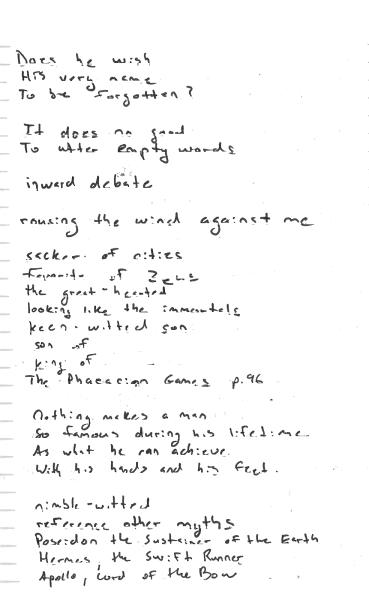 Does he wish
His very name
To be forgotten?
It does no good
To utter empty words
inward debate
rousing the wind against me
sacker of cities
favourite of Zeus
the great-hearted
looking like the immortals
keen-witted son
son of
king of
The Phaeacian Games p.96
Nothing makes a man
So famous during his lifetime
As what he can achieve
With his hands and his feet.
nimble-witted
reference other myths
Poseidon the Sustainer of the Earth
Hermes, the Swift Runner
Apollo, Lord of the Bow